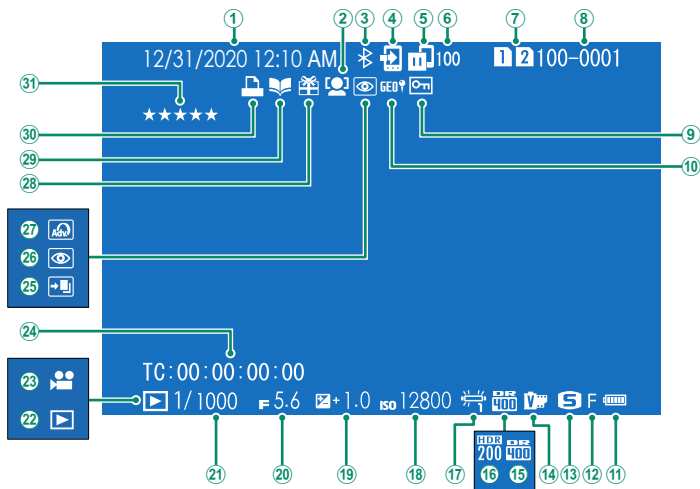 ① ② ③ ④ ⑤ ⑥ ⑦ ⑧
12/31/2020 12:10 AM 100 1 2 100-0001
㉛ GEO ⑨
★★★★★
㉚ ⑩
㉙
㉘
㉗ Adv.
㉖
㉕
㉔
TC:00:00:00:00
㉓
1/1000 F 5.6 +1.0 ISO 12800 1 DR 400 V S F
㉒
HDR 200 DR 400
㉑ ⑳ ⑲ ⑱ ⑰ ⑯ ⑮ ⑭ ⑬ ⑫ ⑪